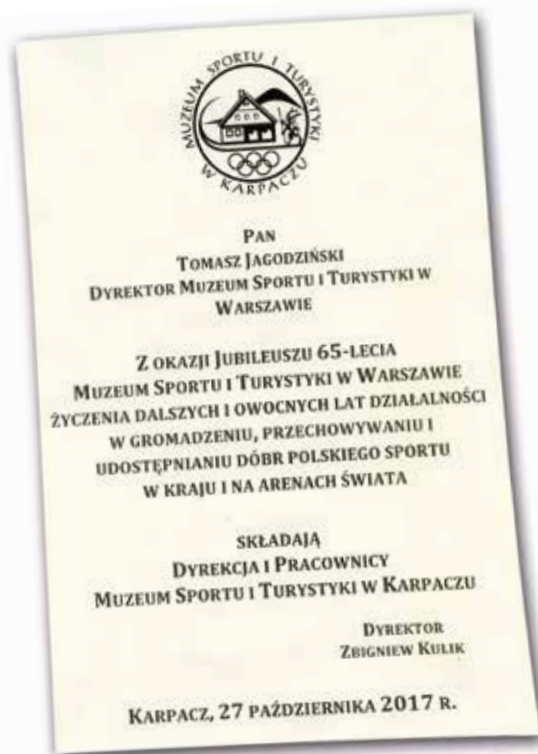 MUZEUM SPORTU I TURYSTYKI
W KARPACZU
PAN
TOMASZ JAGODZIŃSKI
DYREKTOR MUZEUM SPORTU I TURYSTYKI W
WARSZAWIE
Z OKAZJI JUBILEUSZU 65-LECIA
MUZEUM SPORTU I TURYSTYKI W WARSZAWIE
ŻYCZENIA DALSZYCH I OWOCNYCH LAT DZIAŁALNOŚCI
W GROMADZENIU, PRZECHOWYWANIU I
UDOSTĘPNIANIU DÓBR POLSKIEGO SPORTU
W KRAJU I NA ARENACH ŚWIATA
SKŁADAJĄ
DYREKCJA I PRACOWNICY
MUZEUM SPORTU I TURYSTYKI W KARPACZU
DYREKTOR
ZBIGNIEW KULIK
KARPACZ, 27 PAŹDZIERNIKA 2017 R.